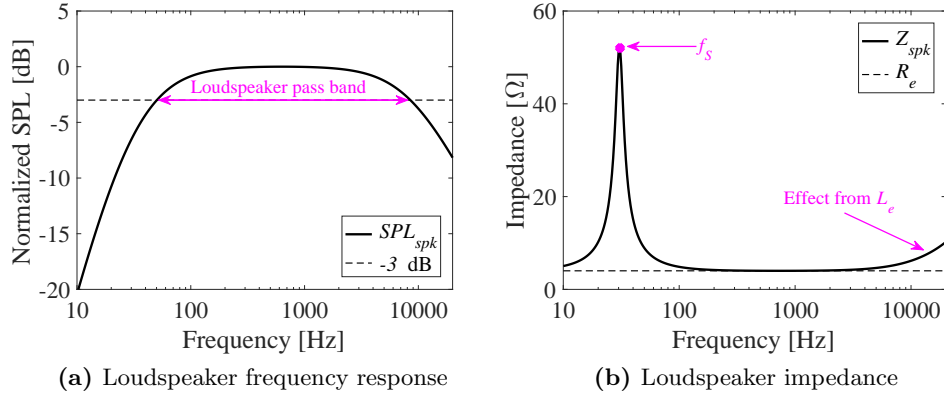 5
0
-5
-10
-15
-20
Normalized SPL [dB]
Loudspeaker pass band
SPL_spk
-3 dB
10
100
1000
10000
Frequency [Hz]
(a) Loudspeaker frequency response
60
40
20
0
Impedance [Ω]
f_S
Z_spk
R_e
Effect from L_e
10
100
1000
10000
Frequency [Hz]
(b) Loudspeaker impedance